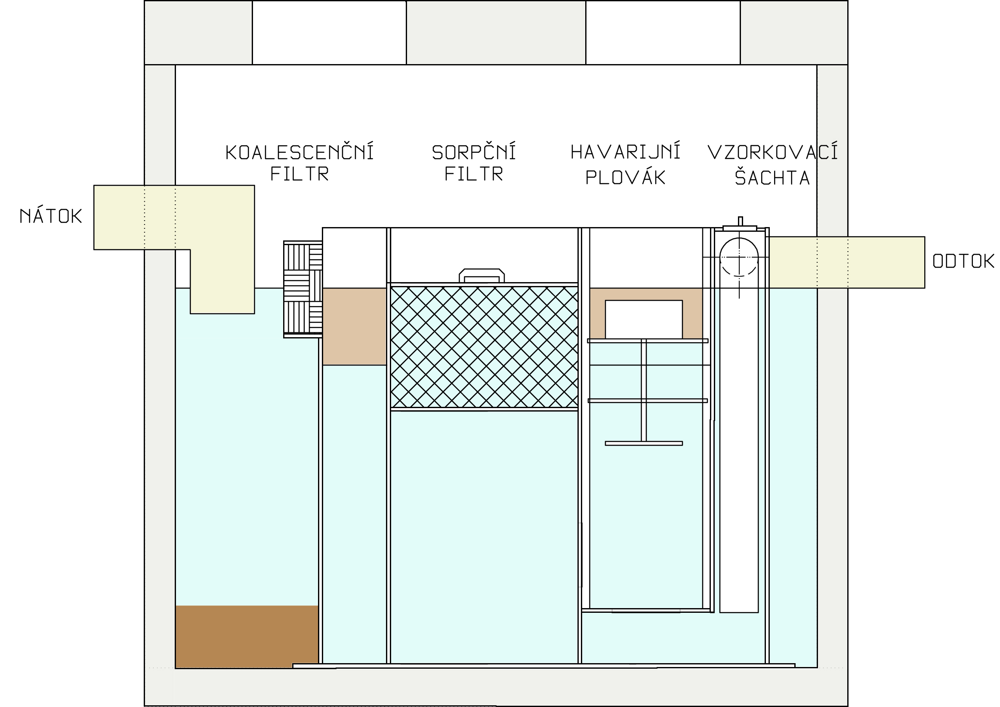 KOALESCENČNÍ
FILTR
SORPČNÍ
FILTR
HAVARIJNÍ
PLOVÁK
VZORKOVACÍ
ŠACHTA
NÁTOK
ODTOK